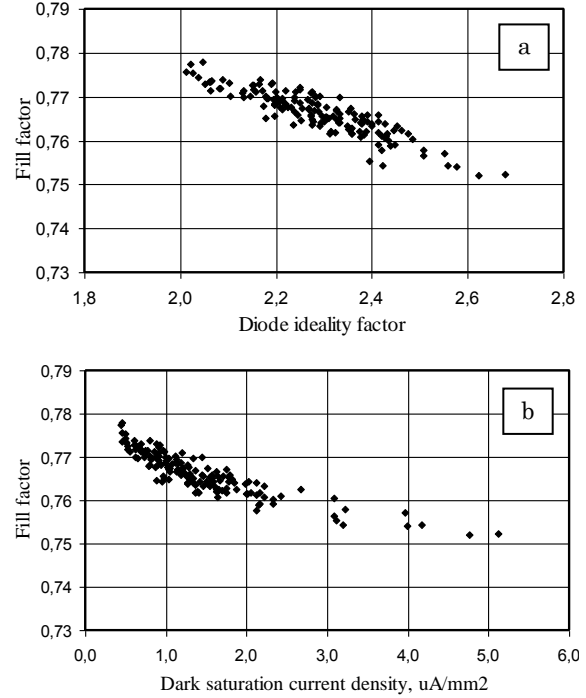 0,79
a
0,78
0,77
0,76
0,75
0,74
0,73
Fill factor
1,8 2,0 2,2 2,4 2,6 2,8
Diode ideality factor
0,79
b
0,78
0,77
0,76
0,75
0,74
0,73
Fill factor
0,0 1,0 2,0 3,0 4,0 5,0 6,0
Dark saturation current density, uA/mm2